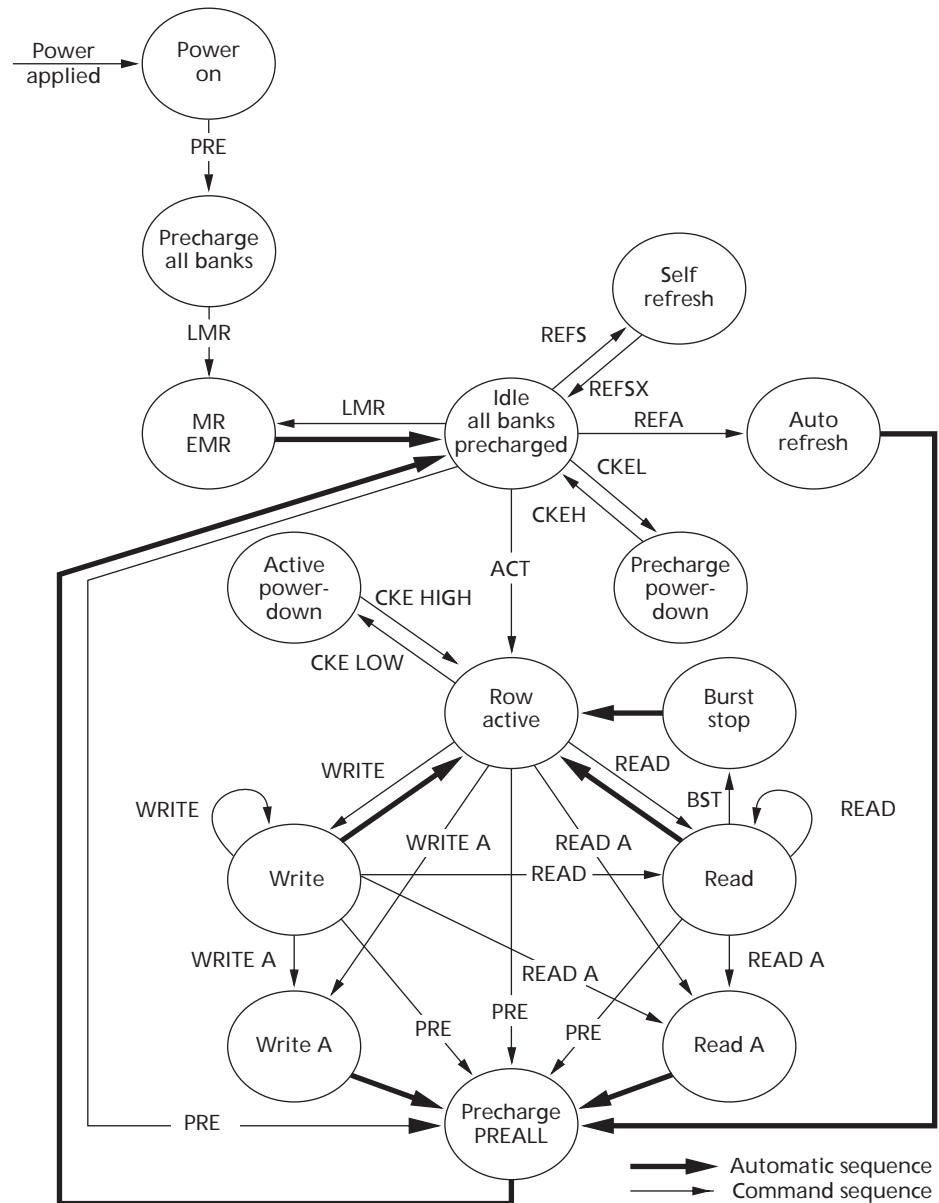 Power
applied
Power
on
PRE
Precharge
all banks
LMR
Self
refresh
REFS
REFSX
MR
EMR
LMR
Idle
all banks
precharged
REFA
Auto
refresh
CKEL
CKEH
ACT
Active
power-
down
CKE HIGH
CKE LOW
Precharge
power-
down
Row
active
Burst
stop
WRITE
READ
BST
WRITE
READ
WRITE A
READ A
Write
READ
Read
WRITE A
READ A
READ A
PRE
PRE
PRE
Write A
Read A
Precharge
PREALL
PRE
Automatic sequence
Command sequence